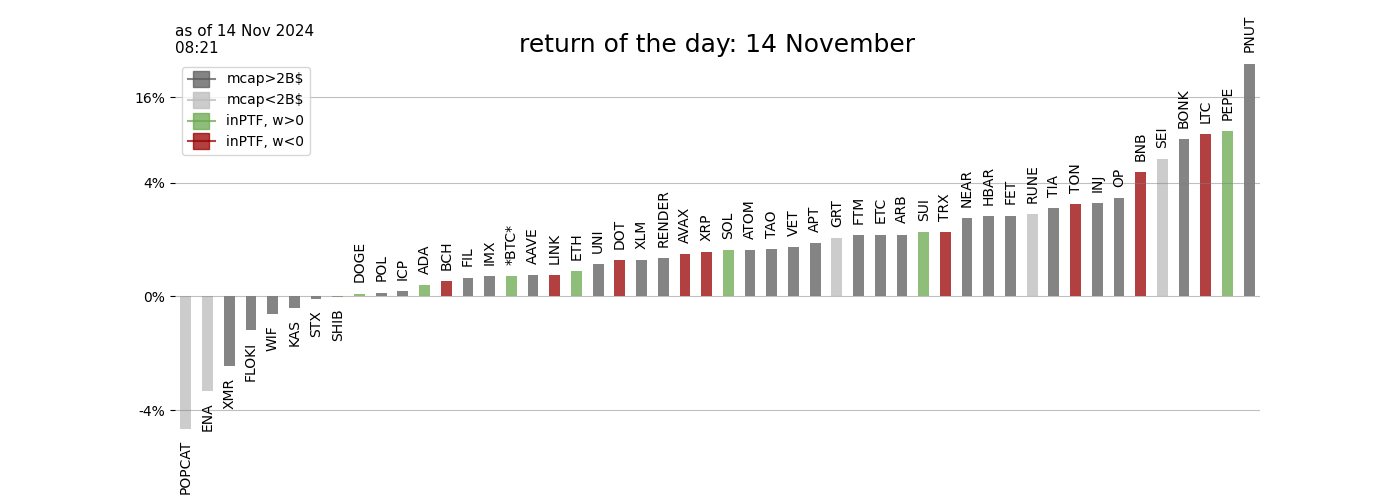 as of 14 Nov 2024
08:21
return of the day: 14 November
mcap>2B$
mcap<2B$
inPTF, w>0
inPTF, w<0
16%
4%
0%
-4%
POPCAT
ENA
XMR
FLOKI
WIF
KAS
STX
SHIB
DOGE
POL
ICP
ADA
BCH
FIL
IMX
*BTC*
AAVE
LINK
ETH
UNI
DOT
XLM
RENDER
AVAX
XRP
SOL
ATOM
TAO
VET
APT
GRT
FTM
ETC
ARB
SUI
TRX
NEAR
HBAR
FET
RUNE
TIA
TON
INJ
OP
BNB
SEI
BONK
LTC
PEPE
PNUT